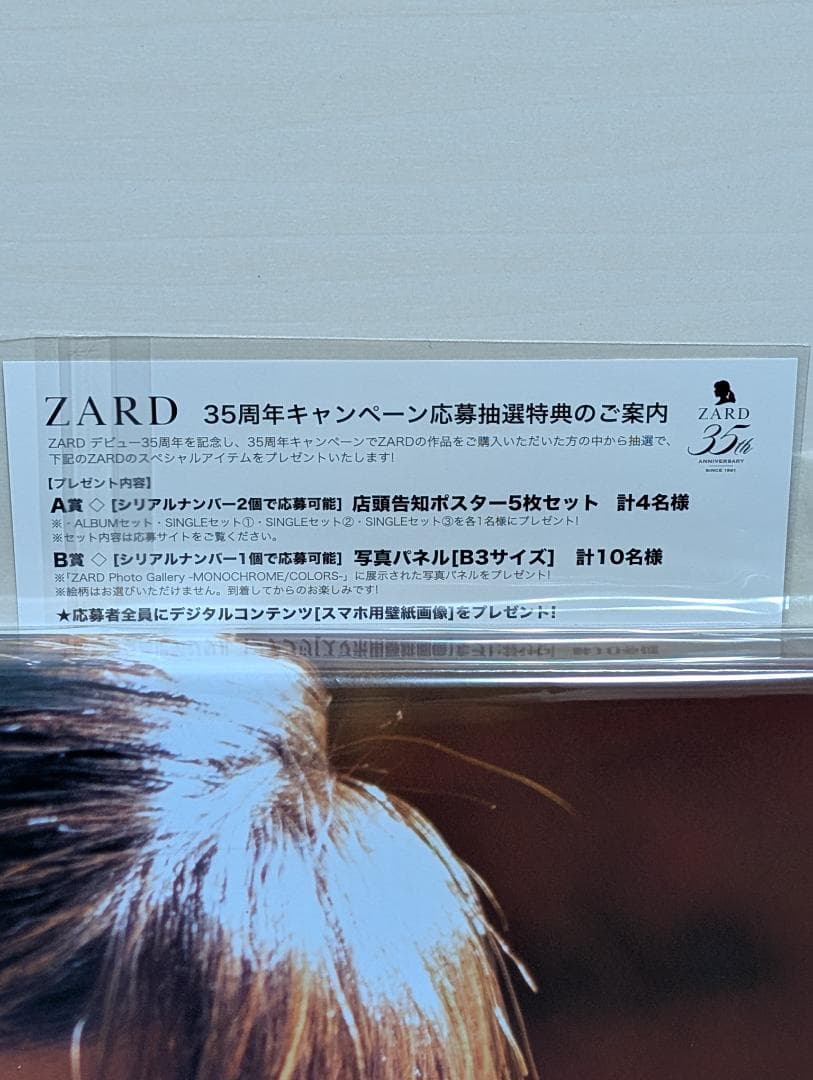 ZARD 35周年キャンペーン応募抽選特典のご案内
ZARD デビュー35周年を記念し、35周年キャンペーンでZARDの作品をご購入いただいた方の中から抽選で、
下記のZARDのスペシャルアイテムをプレゼントいたします!
ZARD
35th
ANNIVERSARY
SINCE 1991
【プレゼント内容】
A賞 ◇ [シリアルナンバー2個で応募可能] 店頭告知ポスター5枚セット 計4名様
※・ALBUMセット・SINGLEセット①・SINGLEセット②・SINGLEセット③を各1名様にプレゼント!
※セット内容は応募サイトをご覧ください。
B賞 ◇ [シリアルナンバー1個で応募可能] 写真パネル[B3サイズ] 計10名様
※「ZARD Photo Gallery -MONOCHROME/COLORS-」に展示された写真パネルをプレゼント!
※絵柄はお選びいただけません。到着してからのお楽しみです!
★応募者全員にデジタルコンテンツ[スマホ用壁紙画像]をプレゼント!